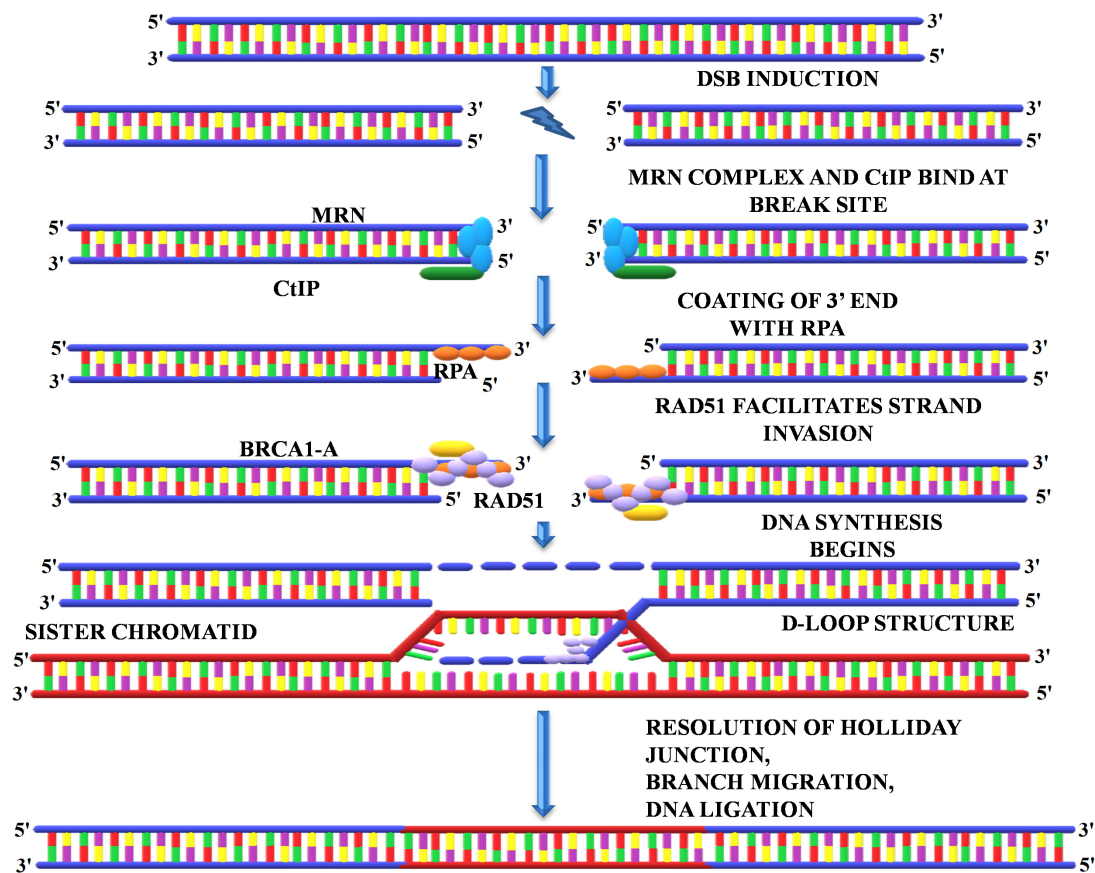 5' 3'
3' 5'
DSB INDUCTION
5' 3' 5' 3'
3' 5' 3' 5'
MRN COMPLEX AND CtIP BIND AT
BREAK SITE
MRN
5' 3' 5' 3'
3' 5' 3' 5'
CtIP
COATING OF 3’ END
WITH RPA
5' 3' 5' 3'
RPA
3' 5' 3' 5'
RAD51 FACILITATES STRAND
INVASION
BRCA1-A
5' 3' 5' 3'
3' 5' RAD51 3' 5'
DNA SYNTHESIS
BEGINS
5' 3'
3' 5'
SISTER CHROMATID
D-LOOP STRUCTURE
5' 3'
3' 5'
RESOLUTION OF HOLLIDAY
JUNCTION,
BRANCH MIGRATION,
DNA LIGATION
5' 3'
3' 5'